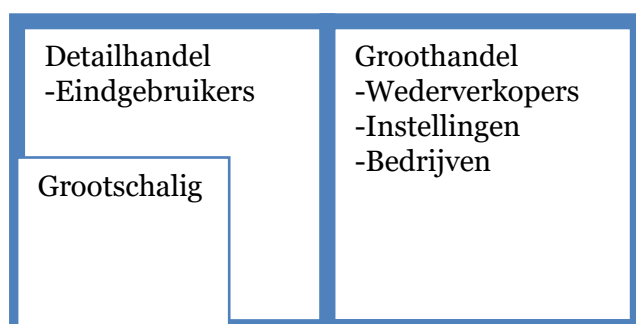 Detailhandel
-Eindgebruikers
Grootschalig
Groothandel
-Wederverkopers
-Instellingen
-Bedrijven